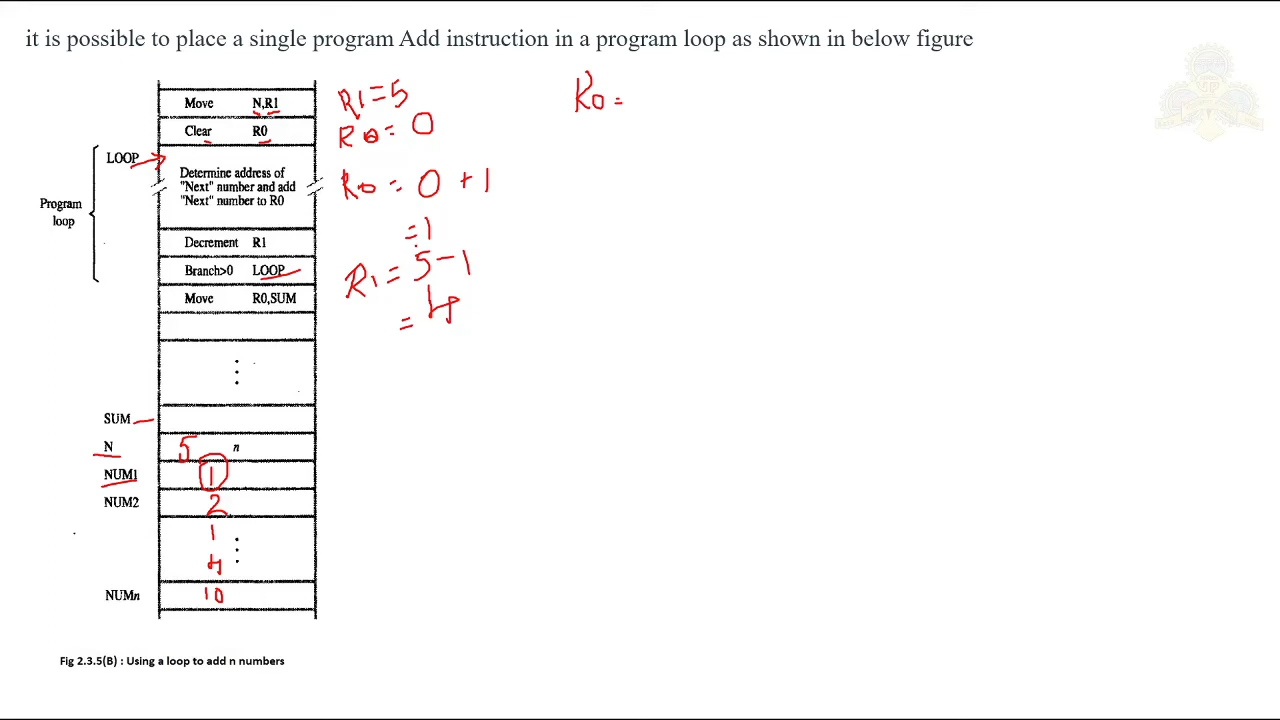 it is possible to place a single program Add instruction in a program loop as shown in below figure
Move N,R1
Clear R0
LOOP
Determine address of
"Next" number and add
"Next" number to R0
Program
loop
Decrement R1
Branch>0 LOOP
Move R0,SUM
SUM
N 5 n
NUM1 1
NUM2 2
1
4
NUMn 10
R1 = 5
R0 = 0
R0 = 0 + 1
= 1
R1 = 5 - 1
= 4
R0 =
Fig 2.3.5(B) : Using a loop to add n numbers